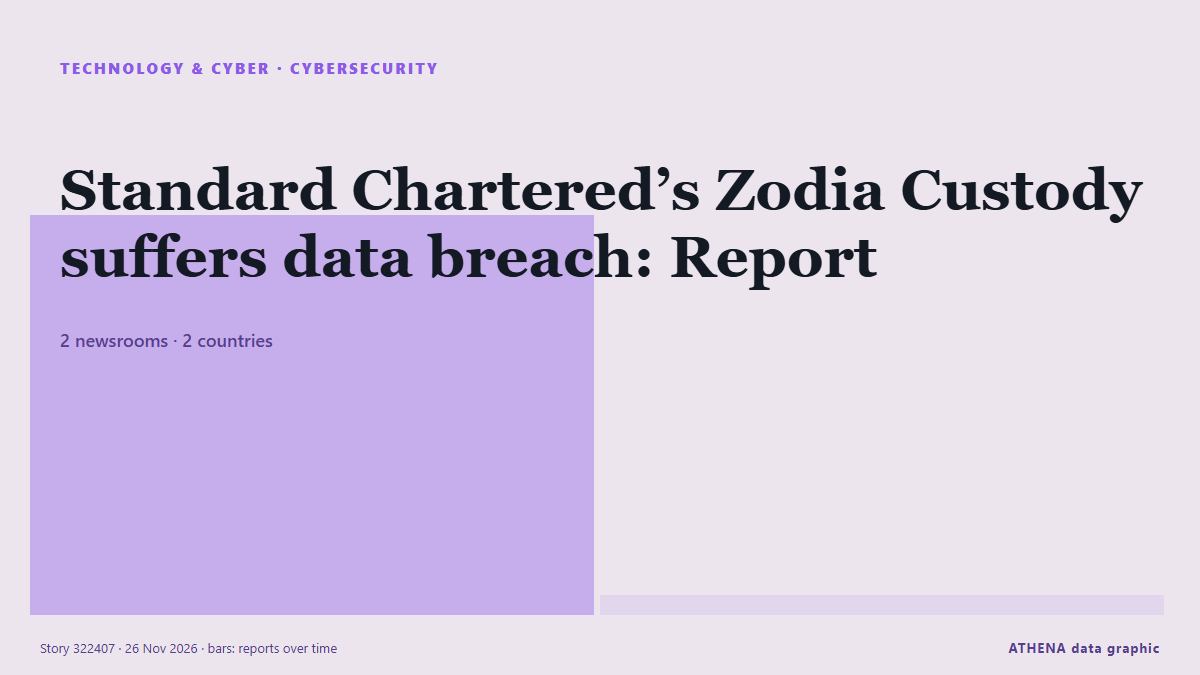 TECHNOLOGY & CYBER · CYBERSECURITY
Standard Chartered’s Zodia Custody
suffers data breach: Report
2 newsrooms · 2 countries
Story 322407 · 26 Nov 2026 · bars: reports over time
ATHENA data graphic